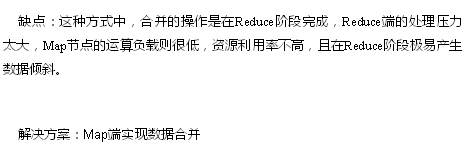 缺点：这种方式中，合并的操作是在Reduce阶段完成，Reduce端的处理压力
太大，Map节点的运算负载则很低，资源利用率不高，且在Reduce阶段极易产生
数据倾斜。
解决方案：Map端实现数据合并